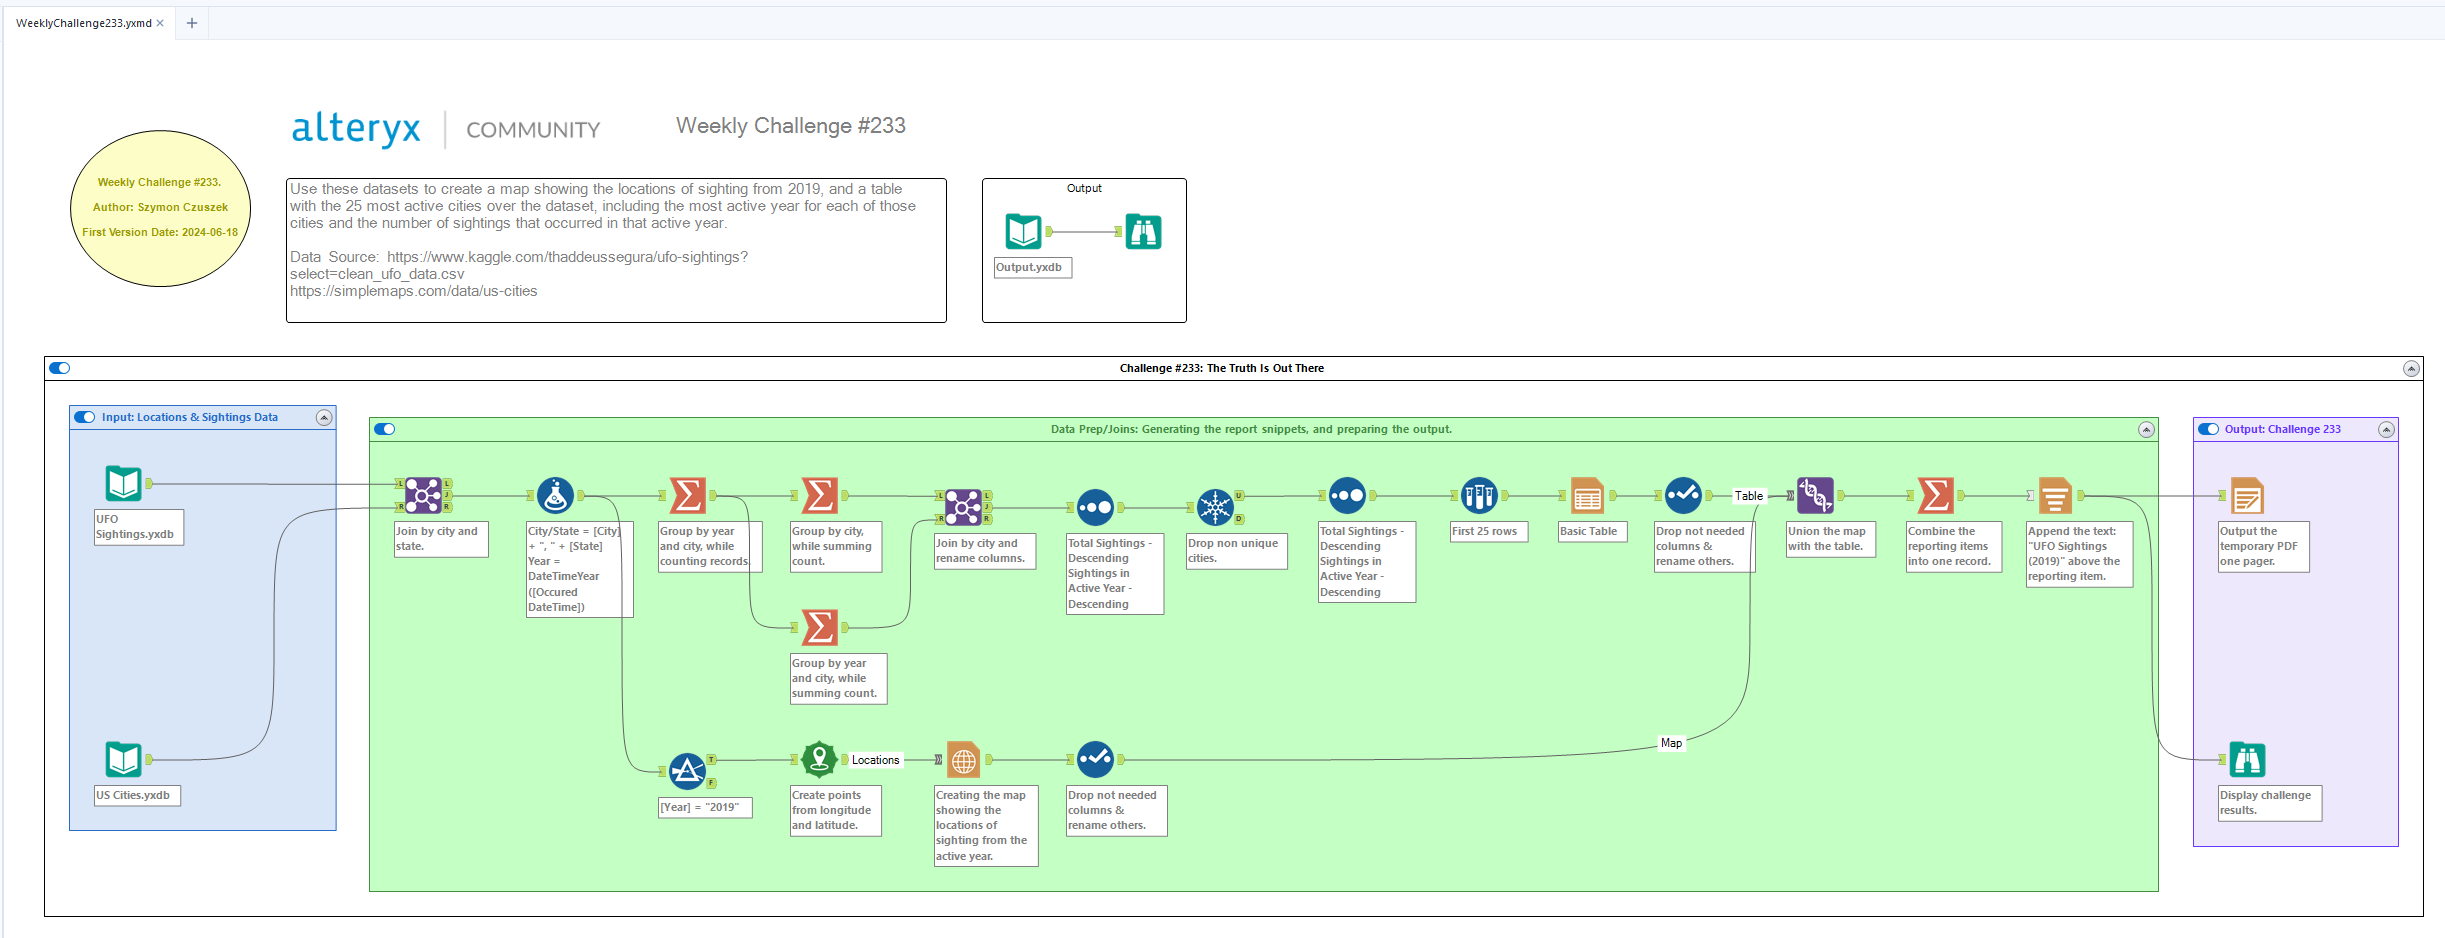 WeeklyChallenge233.yxmd
alteryx COMMUNITY
Weekly Challenge #233
Weekly Challenge #233.
Author: Szymon Czuszek
First Version Date: 2024-06-18
Use these datasets to create a map showing the locations of sighting from 2019, and a table
with the 25 most active cities over the dataset, including the most active year for each of those
cities and the number of sightings that occurred in that active year.
Data Source: https://www.kaggle.com/thaddeussegura/ufo-sightings?
select=clean_ufo_data.csv
https://simplemaps.com/data/us-cities
Output
Output.yxdb
Challenge #233: The Truth Is Out There
Input: Locations & Sightings Data
UFO
Sightings.yxdb
US Cities.yxdb
Data Prep/Joins: Generating the report snippets, and preparing the output.
L
R
L
J
R
Join by city and
state.
City/State = [City]
+ ", " + [State]
Year =
DateTimeYear
([Occured
DateTime])
Group by year
and city, while
counting records.
Group by city,
while summing
count.
Group by year
and city, while
summing count.
L
R
L
J
R
Join by city and
rename columns.
Total Sightings -
Descending
Sightings in
Active Year -
Descending
U
D
Drop non unique
cities.
Total Sightings -
Descending
Sightings in
Active Year -
Descending
First 25 rows
Basic Table
Drop not needed
columns &
rename others.
Table
Union the map
with the table.
Combine the
reporting items
into one record.
Append the text:
"UFO Sightings
(2019)" above the
reporting item.
T
F
[Year] = "2019"
Create points
from longitude
and latitude.
Locations
Creating the map
showing the
locations of
sighting from the
active year.
Drop not needed
columns &
rename others.
Map
Output: Challenge 233
Output the
temporary PDF
one pager.
Display challenge
results.